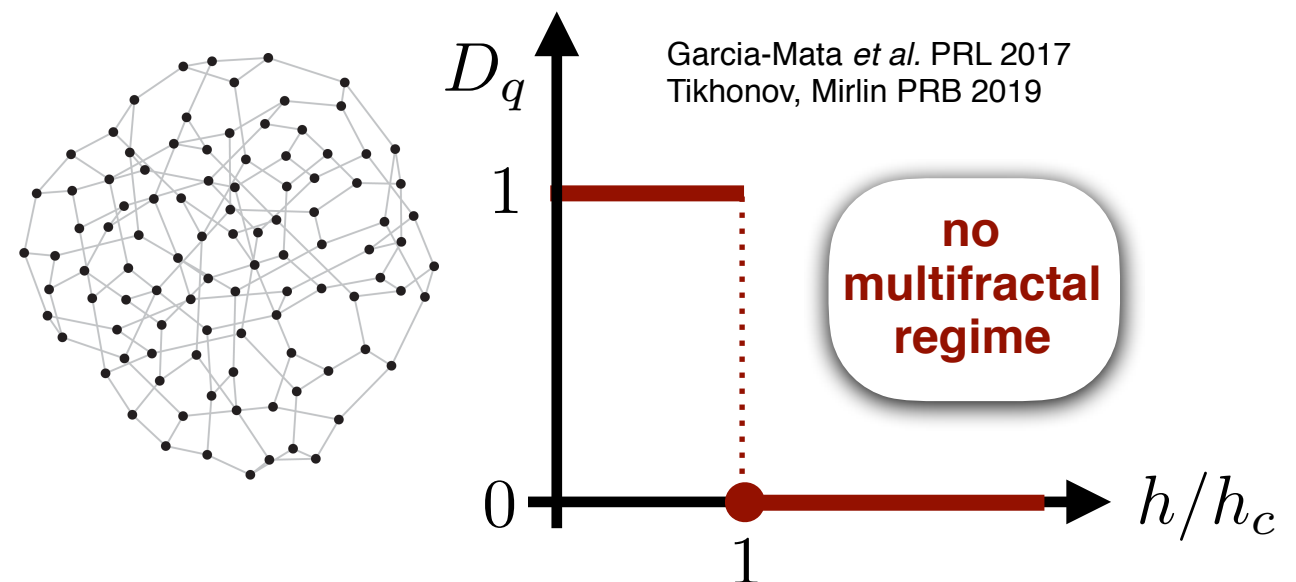 D_q
Garcia-Mata et al. PRL 2017
Tikhonov, Mirlin PRB 2019
1
no
multifractal
regime
0
h/h_c
1